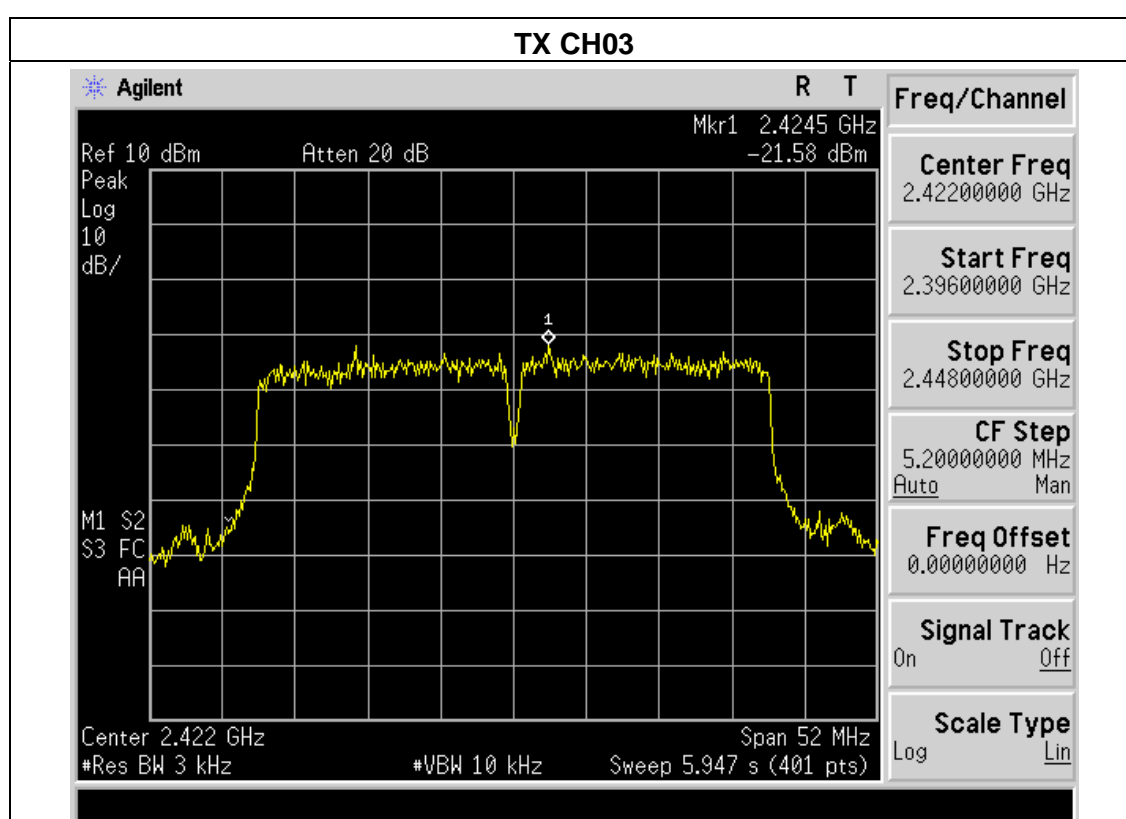 TX CH03
Agilent R T
Freq/Channel
Mkr1 2.4245 GHz
Ref 10 dBm Atten 20 dB -21.58 dBm
Peak
Log
10
dB/
1
M1 S2
S3 FC
AA
Center 2.422 GHz Span 52 MHz
#Res BW 3 kHz #VBW 10 kHz Sweep 5.947 s (401 pts)
Center Freq
2.42200000 GHz
Start Freq
2.39600000 GHz
Stop Freq
2.44800000 GHz
CF Step
5.20000000 MHz
Auto Man
Freq Offset
0.00000000 Hz
Signal Track
On Off
Scale Type
Log Lin